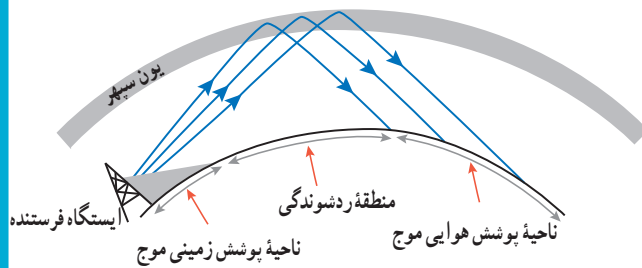 یون سپهر
ایستگاه فرستنده
منطقهٔ ردشوندگی
ناحیهٔ پوشش هوایی موج
ناحیهٔ پوشش زمینی موج